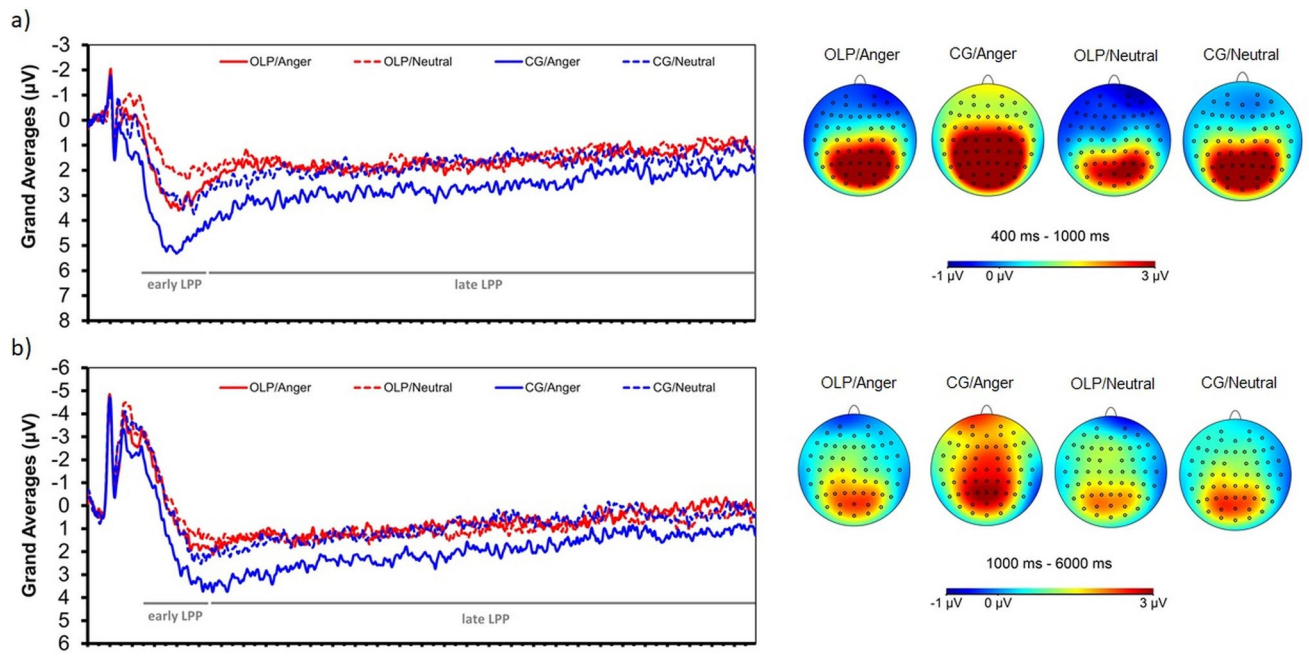 a)
Grand Averages (µV)
-3
-2
-1
0
1
2
3
4
5
6
7
8
OLP/Anger OLP/Neutral CG/Anger CG/Neutral
early LPP late LPP
OLP/Anger CG/Anger OLP/Neutral CG/Neutral
400 ms - 1000 ms
-1 µV 0 µV 3 µV
b)
Grand Averages (µV)
-6
-5
-4
-3
-2
-1
0
1
2
3
4
5
6
OLP/Anger OLP/Neutral CG/Anger CG/Neutral
early LPP late LPP
OLP/Anger CG/Anger OLP/Neutral CG/Neutral
1000 ms - 6000 ms
-1 µV 0 µV 3 µV